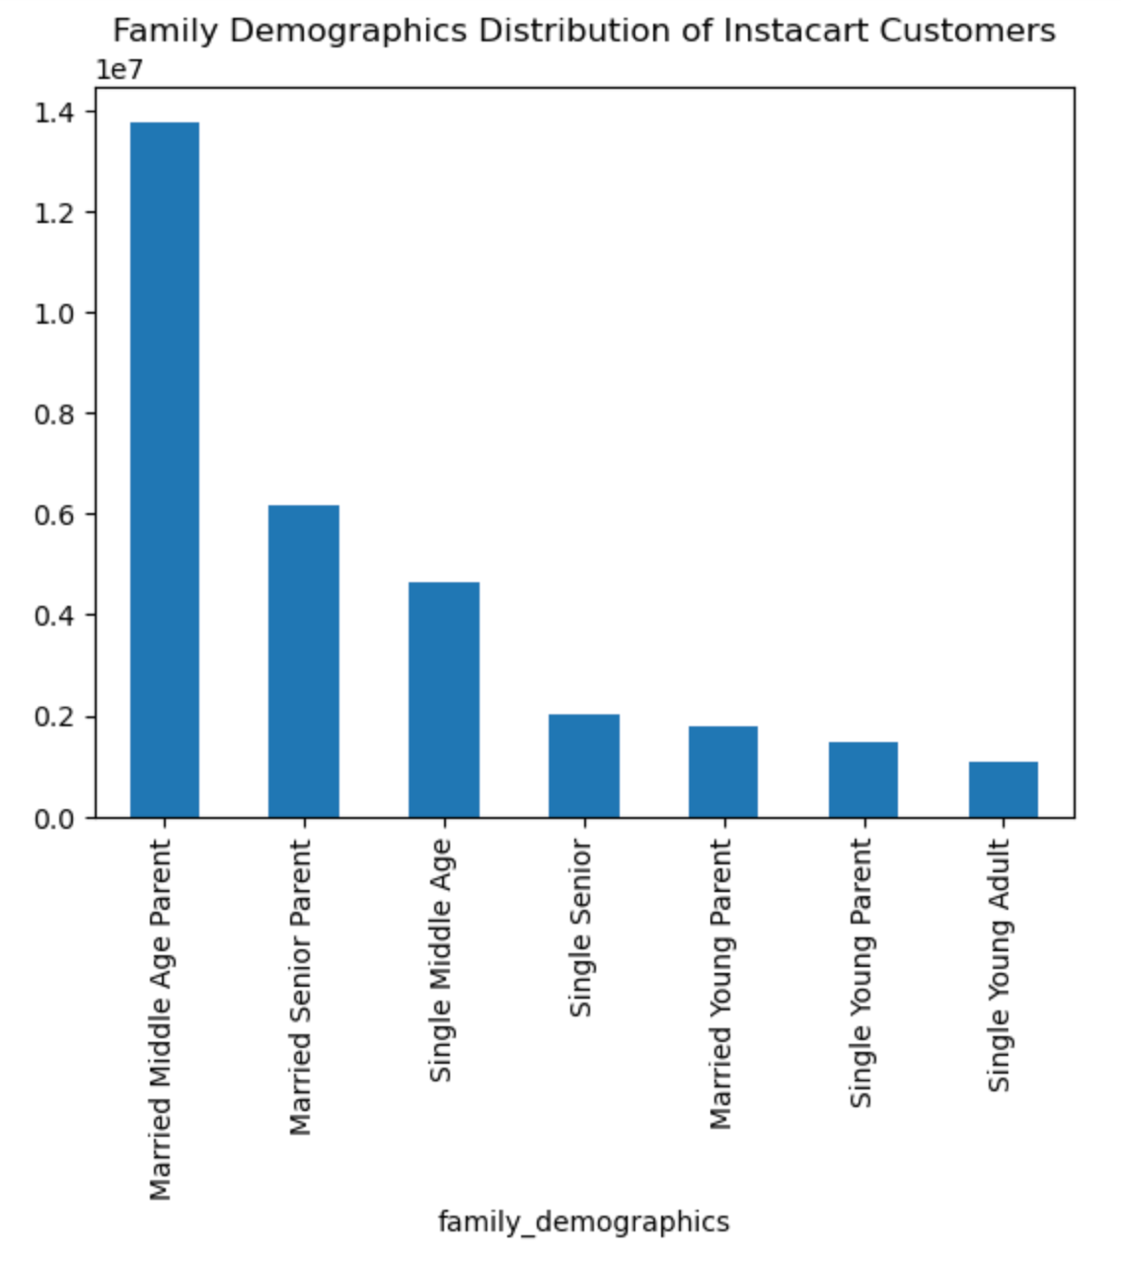 Family Demographics Distribution of Instacart Customers
1e7
1.4
1.2
1.0
0.8
0.6
0.4
0.2
0.0
Married Middle Age Parent
Married Senior Parent
Single Middle Age
Single Senior
Married Young Parent
Single Young Parent
Single Young Adult
family_demographics